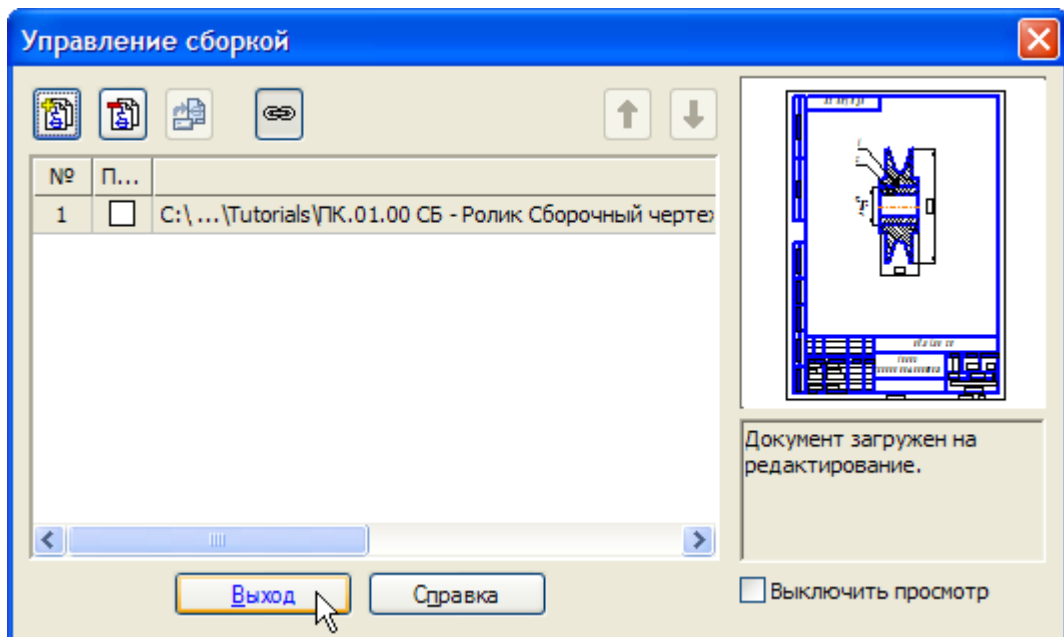 Управление сборкой
№ П...
1 C:\ ...\Tutorials\ПК.01.00 СБ - Ролик Сборочный чертеж
Документ загружен на
редактирование.
Выход Справка
Выключить просмотр